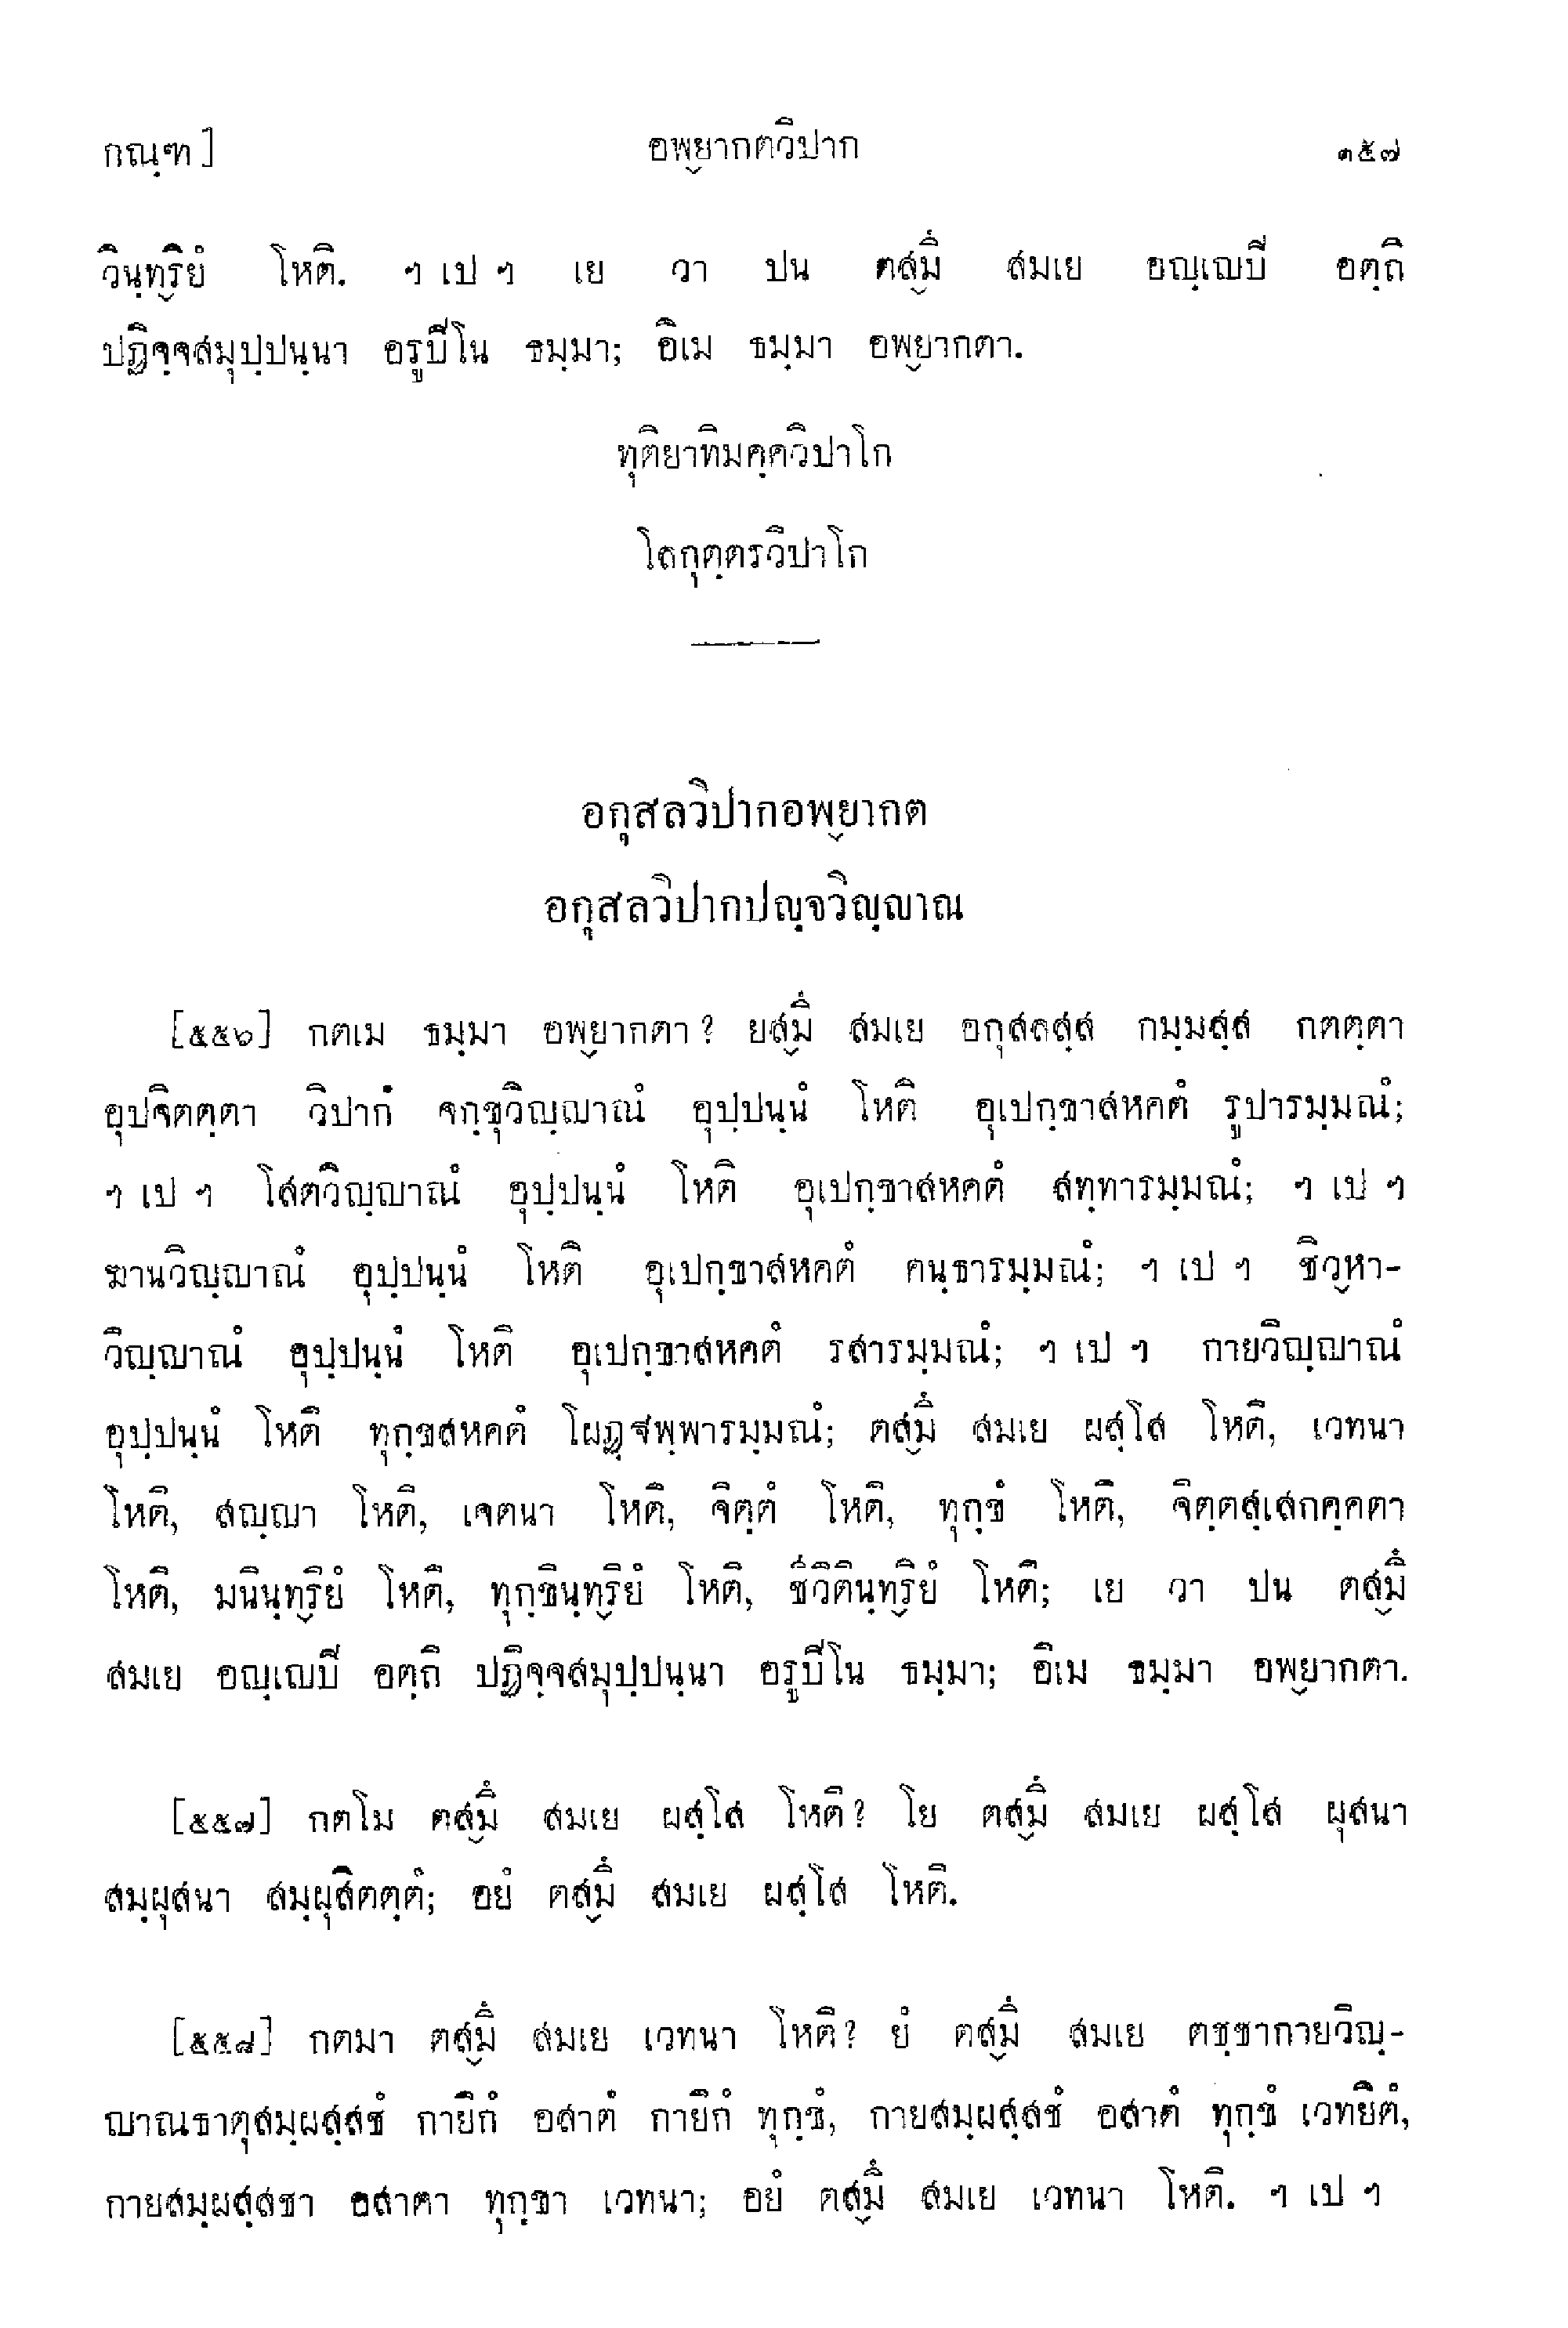 กณฺฑ] อพ๎ยากตวิปาก ๑๕๗
วินฺท๎ริยํ โหติ. ฯ เป ฯ เย วา ปน ตส๎มึ สมเย อญฺเญปิ อตฺถิ
ปฏิจฺจสมุปฺปนฺนา อรูปิโน ธมฺมา; อิเม ธมฺมา อพ๎ยากตา.
ทุติยาทิมคฺควิปาโก
โลกุตฺตรวิปาโก
อกุสลวิปากอพ๎ยากต
อกุสลวิปากปญฺจวิญฺญาณ
[๕๕๖] กตเม ธมฺมา อพ๎ยากตา? ยส๎มึ สมเย อกุสลสฺส กมฺมสฺส กตตฺตา
อุปจิตตฺตา วิปากํ จกฺขุวิญฺญาณํ อุปฺปนฺนํ โหติ อุเปกฺขาสหคตํ รูปารมฺมณํ;
ฯ เป ฯ โสตวิญฺญาณํ อุปฺปนฺนํ โหติ อุเปกฺขาสหคตํ สทฺทารมฺมณํ; ฯ เป ฯ
ฆานวิญฺญาณํ อุปฺปนฺนํ โหติ อุเปกฺขาสหคตํ คนฺธารมฺมณํ; ฯ เป ฯ ชิว๎หา-
วิญฺญาณํ อุปฺปนฺนํ โหติ อุเปกฺขาสหคตํ รสารมฺมณํ; ฯ เป ฯ กายวิญฺญาณํ
อุปฺปนฺนํ โหติ ทุกฺขสหคตํ โผฏฺฐพฺพารมฺมณํ; ตส๎มึ สมเย ผสฺโส โหติ, เวทนา
โหติ, สญฺญา โหติ, เจตนา โหติ, จิตฺตํ โหติ, ทุกฺขํ โหติ, จิตฺตสฺเสกคฺคตา
โหติ, มนินฺท๎ริยํ โหติ, ทุกฺขินฺท๎ริยํ โหติ, ชีวิตินฺท๎ริยํ โหติ; เย วา ปน ตส๎มึ
สมเย อญฺเญปิ อตฺถิ ปฏิจฺจสมุปฺปนฺนา อรูปิโน ธมฺมา; อิเม ธมฺมา อพ๎ยากตา.
[๕๕๗] กตโม ตส๎มึ สมเย ผสฺโส โหติ? โย ตส๎มึ สมเย ผสฺโส ผุสนา
สมฺผุสนา สมฺผุสิตตฺตํ; อยํ ตส๎มึ สมเย ผสฺโส โหติ.
[๕๕๘] กตมา ตส๎มึ สมเย เวทนา โหติ? ยํ ตส๎มึ สมเย ตชฺชากายวิญฺ-
ญาณธาตุสมฺผสฺสชํ กายิกํ อสาตํ กายิกํ ทุกฺขํ, กายสมฺผสฺสชํ อสาตํ ทุกฺขํ เวทยิตํ,
กายสมฺผสฺสชา อสาตา ทุกฺขา เวทนา; อยํ ตส๎มึ สมเย เวทนา โหติ. ฯ เป ฯ